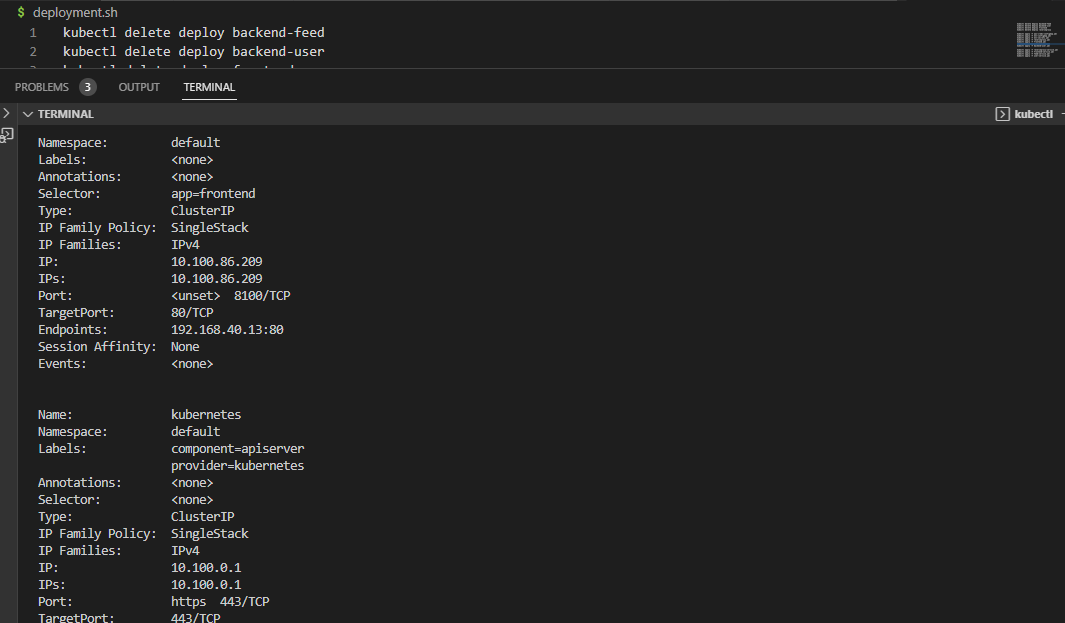 $ deployment.sh
1 kubectl delete deploy backend-feed
2 kubectl delete deploy backend-user
PROBLEMS 3 OUTPUT TERMINAL
TERMINAL kubectl
Namespace: default
Labels: <none>
Annotations: <none>
Selector: app=frontend
Type: ClusterIP
IP Family Policy: SingleStack
IP Families: IPv4
IP: 10.100.86.209
IPs: 10.100.86.209
Port: <unset> 8100/TCP
TargetPort: 80/TCP
Endpoints: 192.168.40.13:80
Session Affinity: None
Events: <none>
Name: kubernetes
Namespace: default
Labels: component=apiserver
provider=kubernetes
Annotations: <none>
Selector: <none>
Type: ClusterIP
IP Family Policy: SingleStack
IP Families: IPv4
IP: 10.100.0.1
IPs: 10.100.0.1
Port: https 443/TCP
TargetPort: 443/TCP